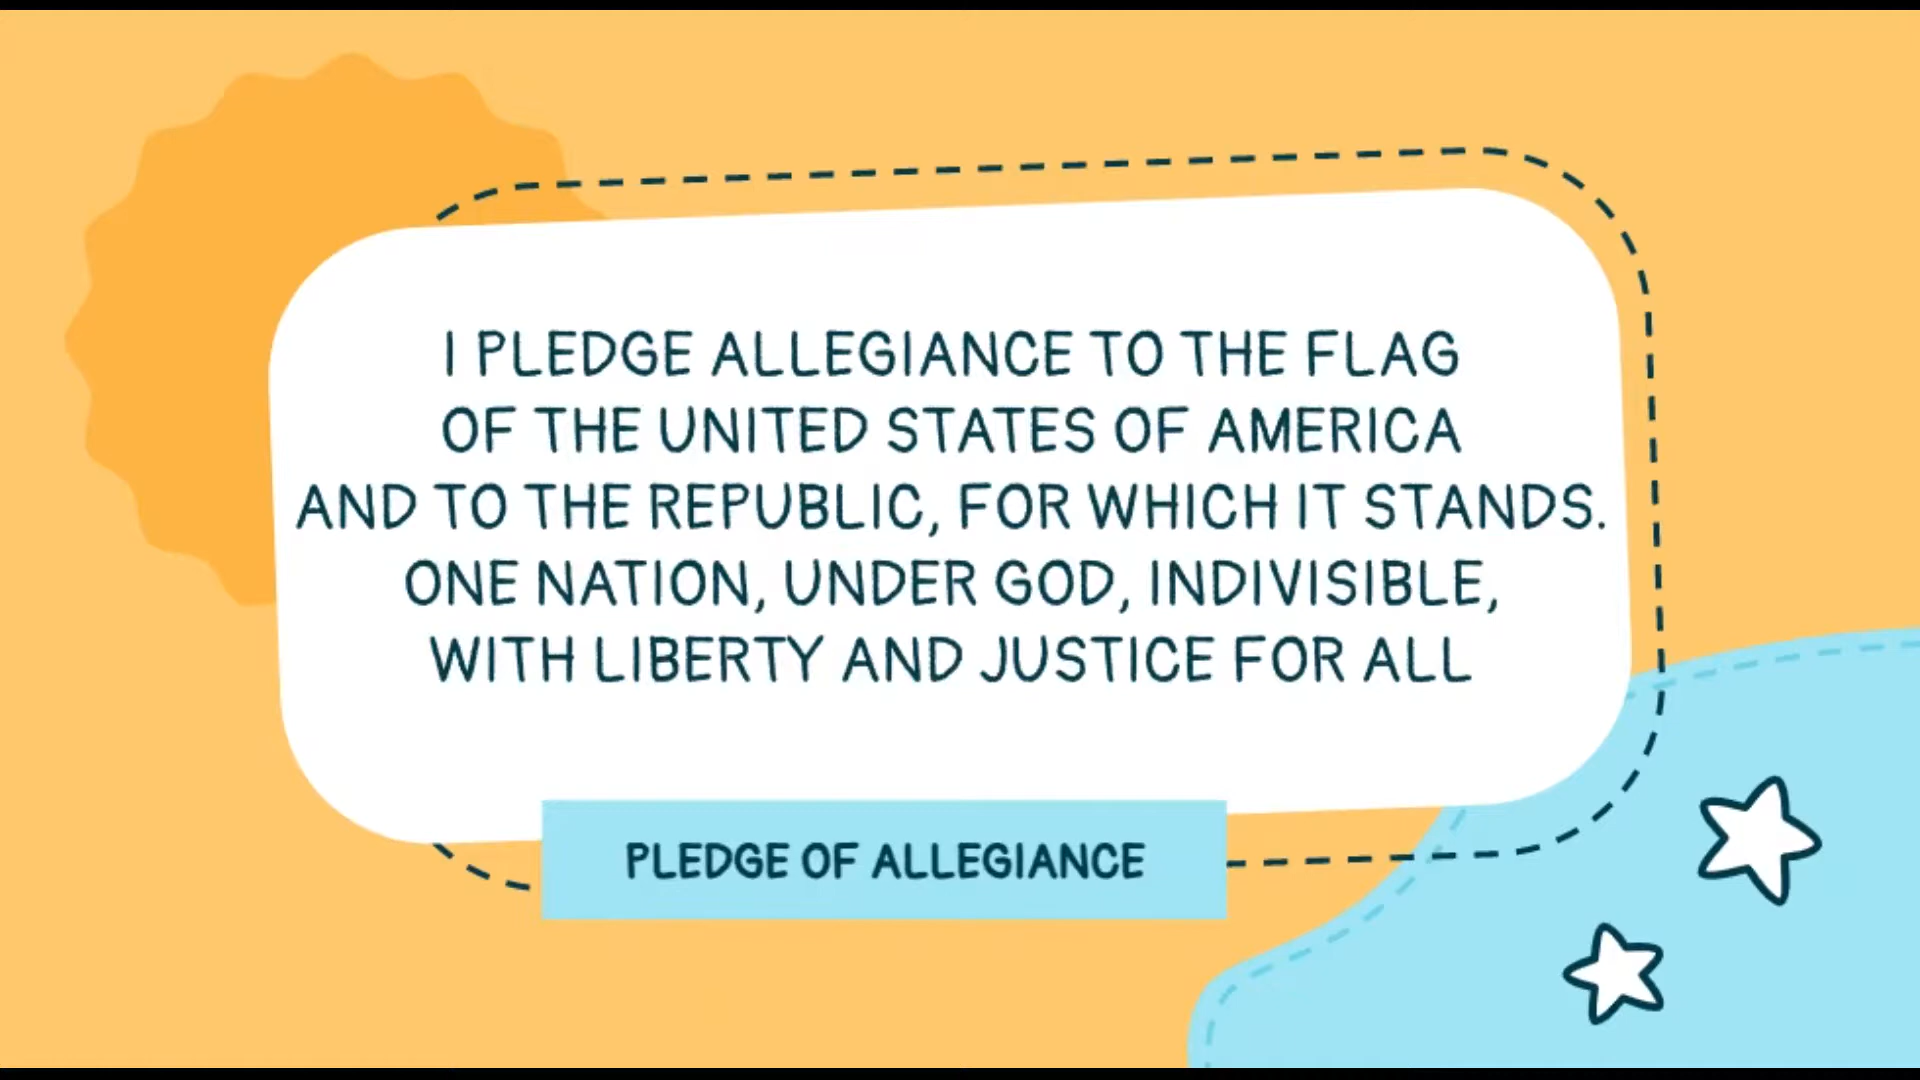 I PLEDGE ALLEGIANCE TO THE FLAG
OF THE UNITED STATES OF AMERICA
AND TO THE REPUBLIC, FOR WHICH IT STANDS.
ONE NATION, UNDER GOD, INDIVISIBLE,
WITH LIBERTY AND JUSTICE FOR ALL
PLEDGE OF ALLEGIANCE